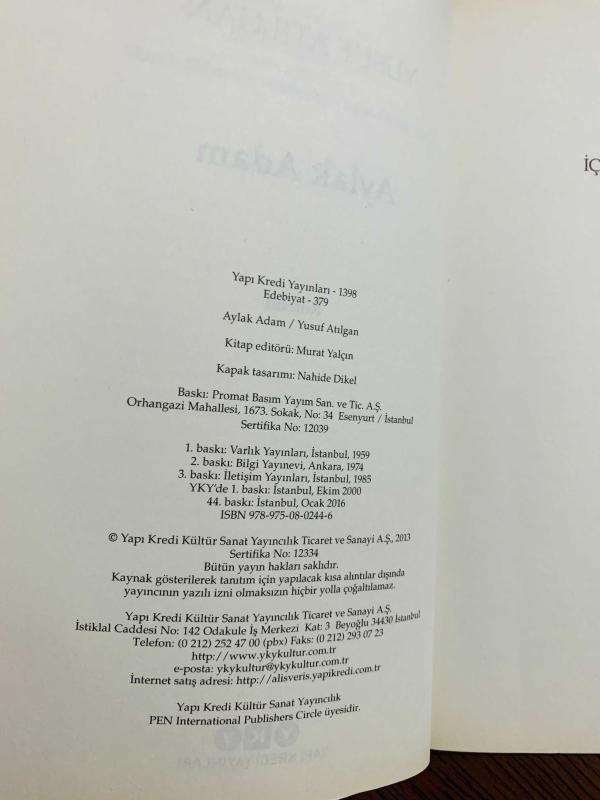 Yapı Kredi Yayınları - 1398
Edebiyat - 379
Aylak Adam / Yusuf Atılgan
Kitap editörü: Murat Yalçın
Kapak tasarımı: Nahide Dikel
Baskı: Promat Basım Yayım San. ve Tic. A.Ş.
Orhangazi Mahallesi, 1673. Sokak, No: 34 Esenyurt / İstanbul
Sertifika No: 12039
1. baskı: Varlık Yayınları, İstanbul, 1959
2. baskı: Bilgi Yayınevi, Ankara, 1974
3. baskı: İletişim Yayınları, İstanbul, 1985
YKY'de 1. baskı: İstanbul, Ekim 2000
44. baskı: İstanbul, Ocak 2016
ISBN 978-975-08-0244-6
© Yapı Kredi Kültür Sanat Yayıncılık Ticaret ve Sanayi A.Ş., 2013
Sertifika No: 12334
Bütün yayın hakları saklıdır.
Kaynak gösterilerek tanıtım için yapılacak kısa alıntılar dışında
yayıncının yazılı izni olmaksızın hiçbir yolla çoğaltılamaz.
Yapı Kredi Kültür Sanat Yayıncılık Ticaret ve Sanayi A.Ş.
İstiklal Caddesi No: 142 Odakule İş Merkezi Kat: 3 Beyoğlu 34430 İstanbul
Telefon: (0 212) 252 47 00 (pbx) Faks: (0 212) 293 07 23
http://www.ykykultur.com.tr
e-posta: ykykultur@ykykultur.com.tr
İnternet satış adresi: http://alisveris.yapikredi.com.tr
Yapı Kredi Kültür Sanat Yayıncılık
PEN International Publishers Circle üyesidir.
Aylak Adam
YKY
YAPI KREDİ YAYINLARI
İÇ